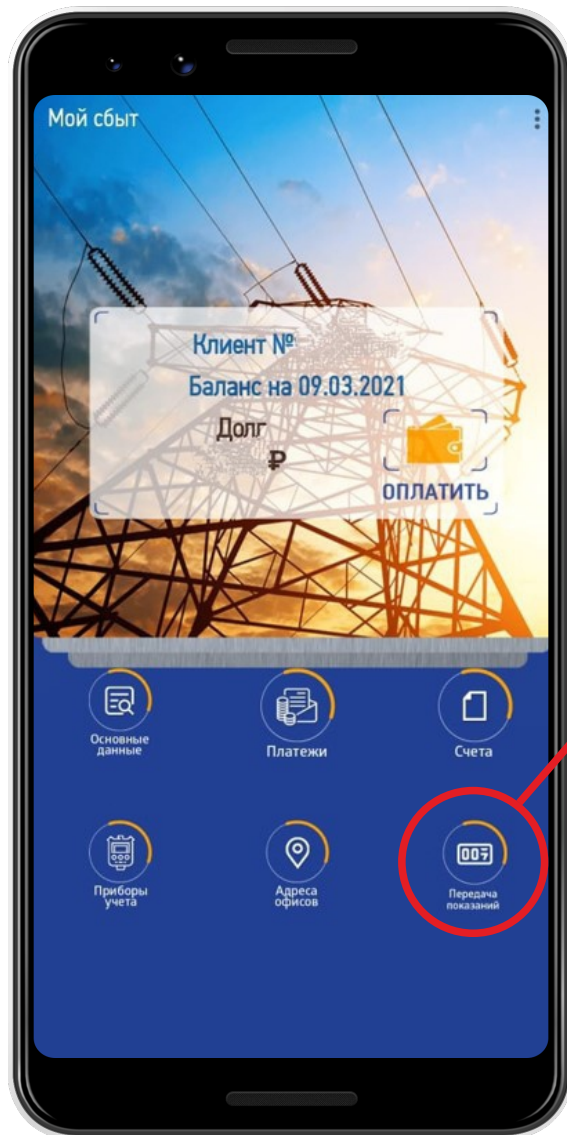 Мой сбыт
Клиент №
Баланс на 09.03.2021
Долг
₽
ОПЛАТИТЬ
Основные
данные
Платежи
Счета
Приборы
учета
Адреса
офисов
Передача
показаний